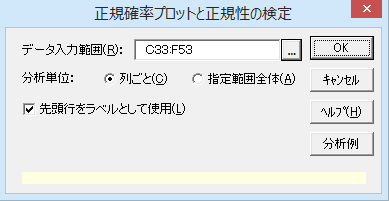 正規確率プロットと正規性の検定
データ入力範囲(R): C33:F53 ... OK
分析単位: 列ごと(C) 指定範囲全体(A) ｷｬﾝｾﾙ
先頭行をラベルとして使用(L) ﾍﾙﾌﾟ(H)
分析例